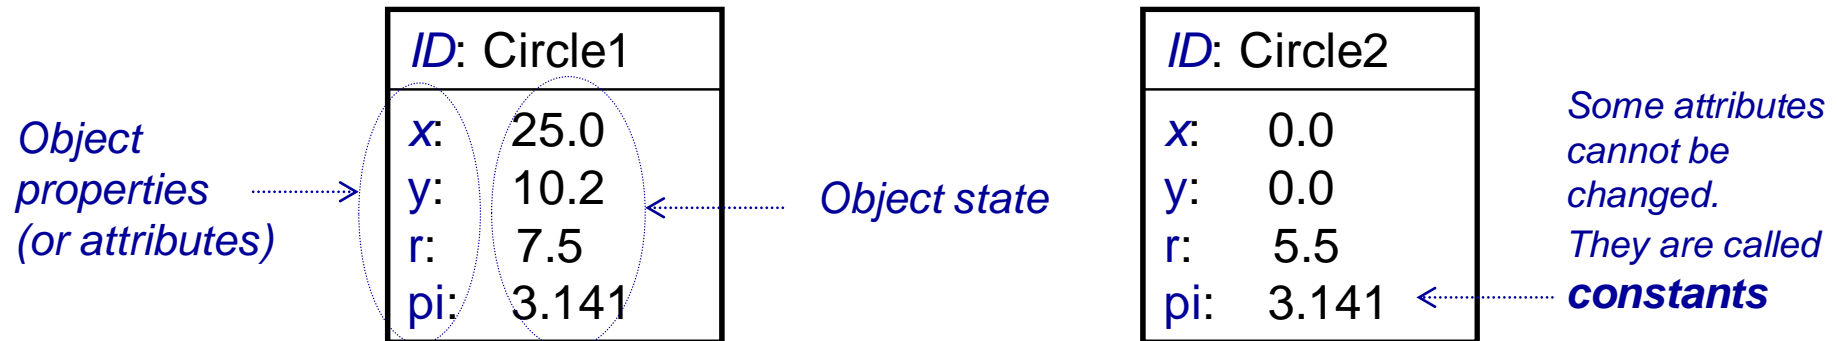 Object
properties
(or attributes)
ID: Circle1
x: 25.0
y: 10.2
r: 7.5
pi: 3.141
Object state
ID: Circle2
x: 0.0
y: 0.0
r: 5.5
pi: 3.141
Some attributes
cannot be
changed.
They are called
constants